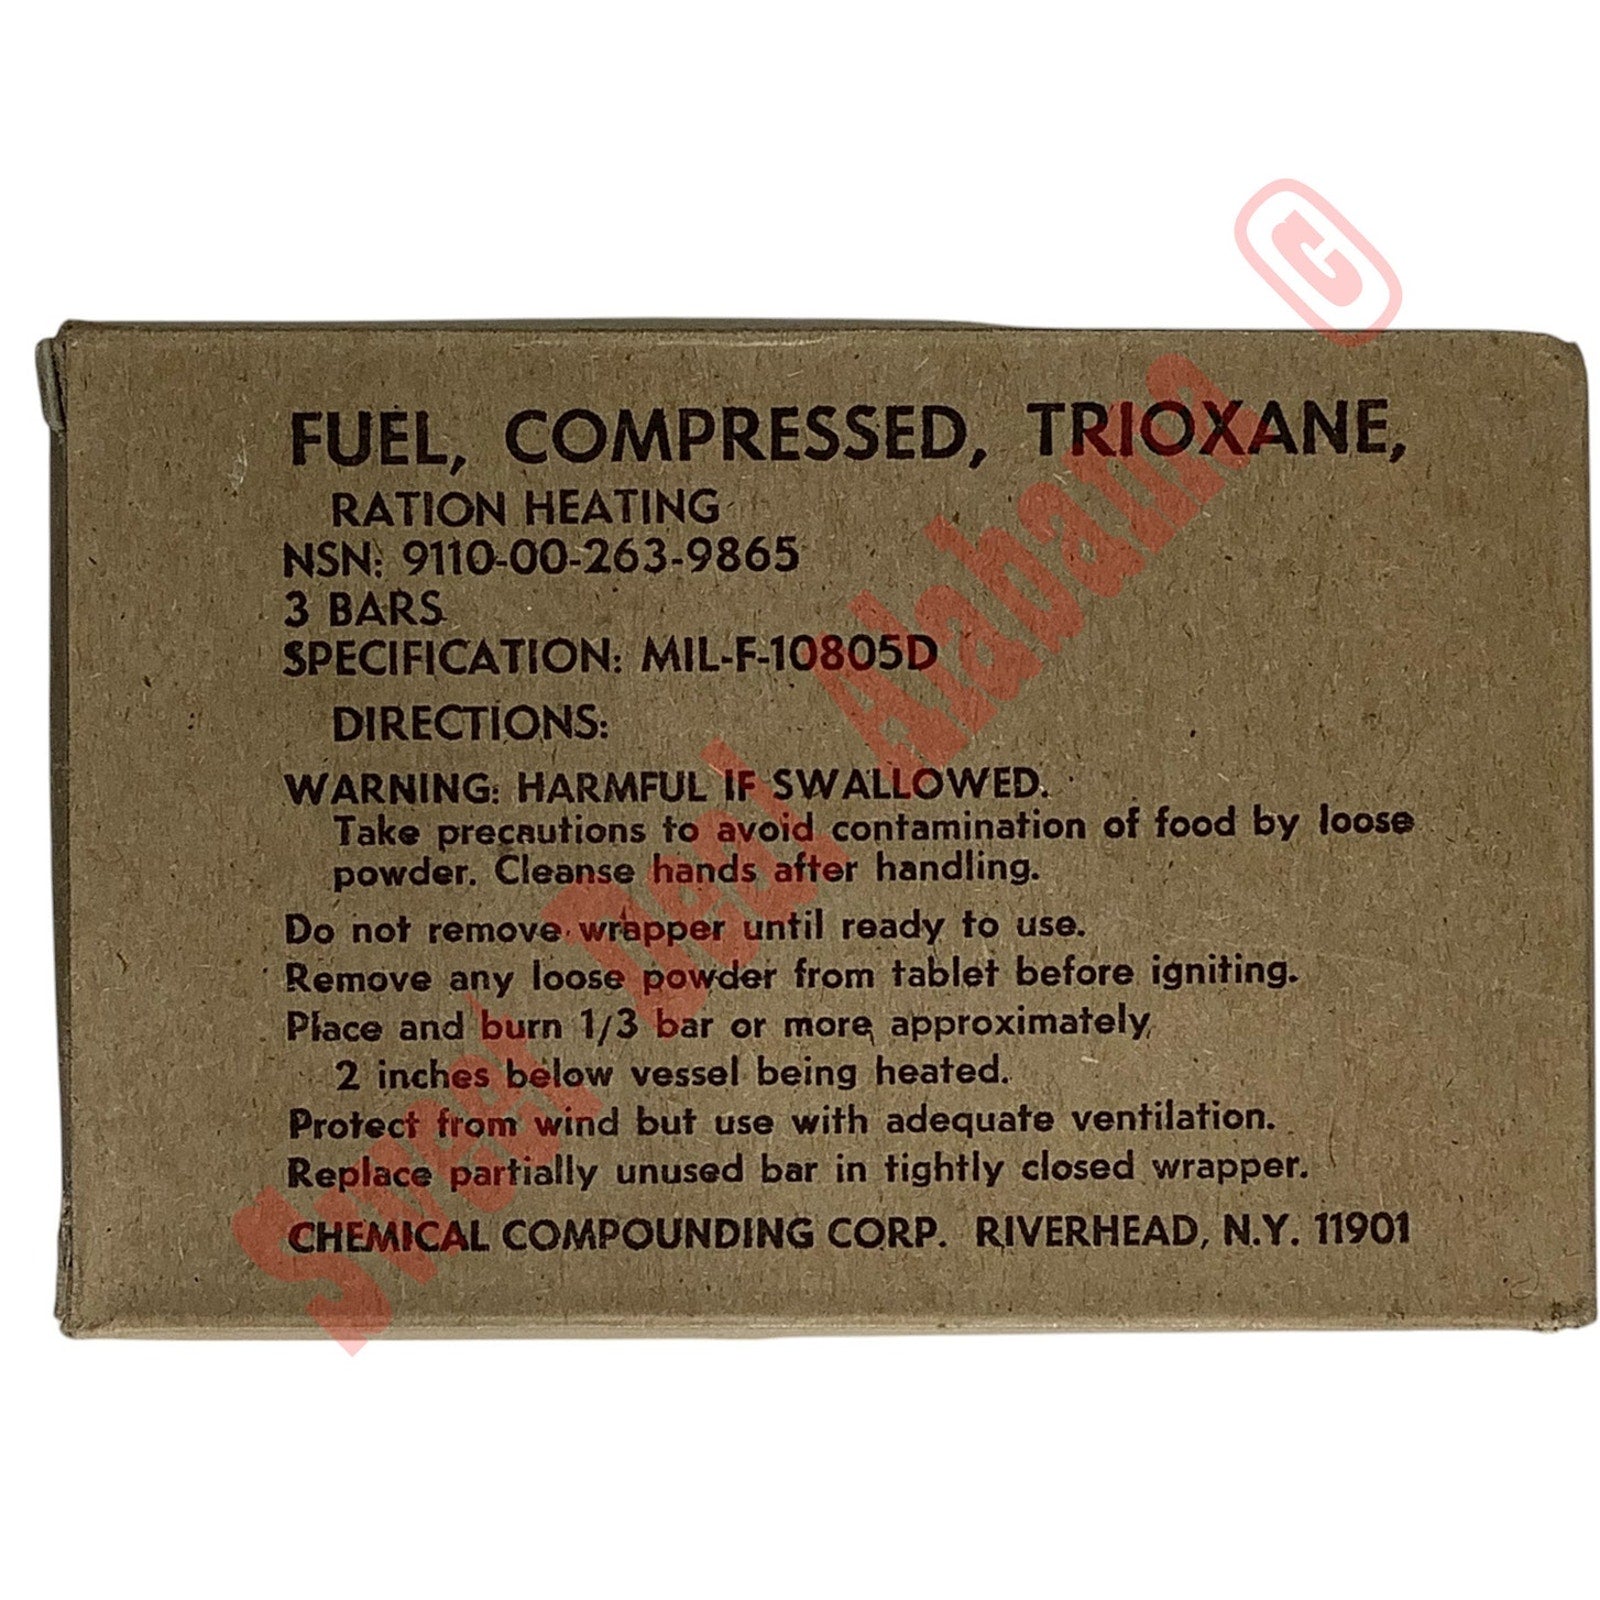 FUEL, COMPRESSED, TRIOXANE,
RATION HEATING
NSN: 9110-00-263-9865
3 BARS
SPECIFICATION: MIL-F-10805D
DIRECTIONS:
WARNING: HARMFUL IF SWALLOWED.
Take precautions to avoid contamination of food by loose
powder. Cleanse hands after handling.
Do not remove wrapper until ready to use.
Remove any loose powder from tablet before igniting.
Place and burn 1/3 bar or more approximately
2 inches below vessel being heated.
Protect from wind but use with adequate ventilation.
Replace partially unused bar in tightly closed wrapper.
CHEMICAL COMPOUNDING CORP. RIVERHEAD, N.Y. 11901
Sweet Deal Alabama C